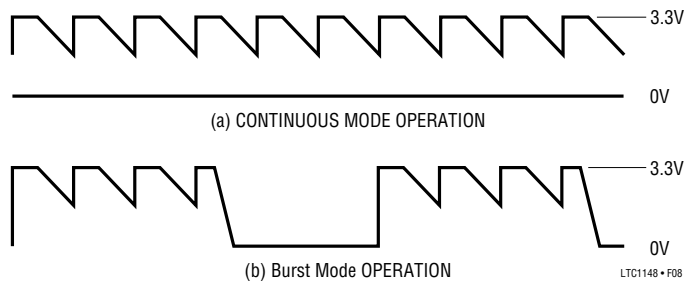 3.3V
0V
(a) CONTINUOUS MODE OPERATION
3.3V
0V
(b) Burst Mode OPERATION
LTC1148 • F08